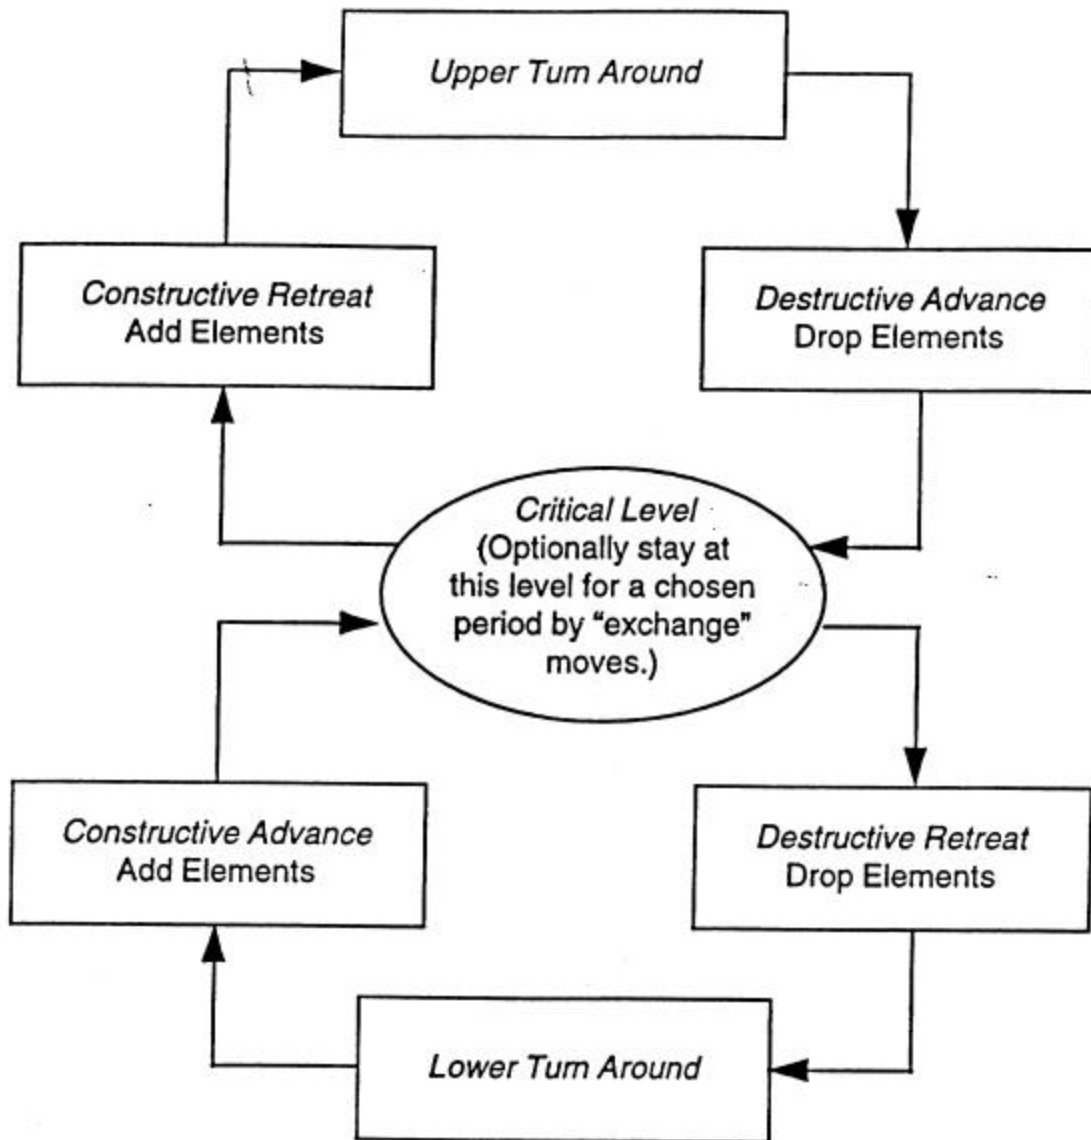 Upper Turn Around
Constructive Retreat
Add Elements
Destructive Advance
Drop Elements
Critical Level
(Optionally stay at
this level for a chosen
period by “exchange”
moves.)
Constructive Advance
Add Elements
Destructive Retreat
Drop Elements
Lower Turn Around